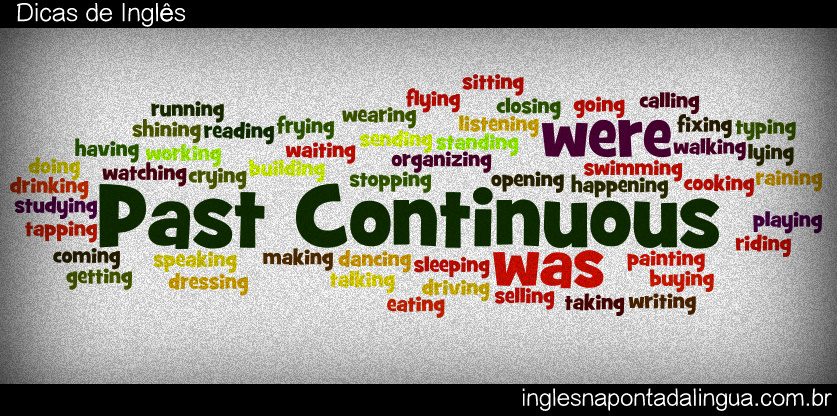 Dicas de Inglês
sitting
flying closing going calling
running wearing listening were fixing typing
shining reading frying sending standing walking lying
having working waiting organizing swimming
doing watching crying building stopping opening happening cooking raining
drinking
studying Past Continuous playing
tapping riding
coming speaking making dancing sleeping was painting
getting dressing talking driving buying
eating selling taking writing
inglesnapontadalingua.com.br